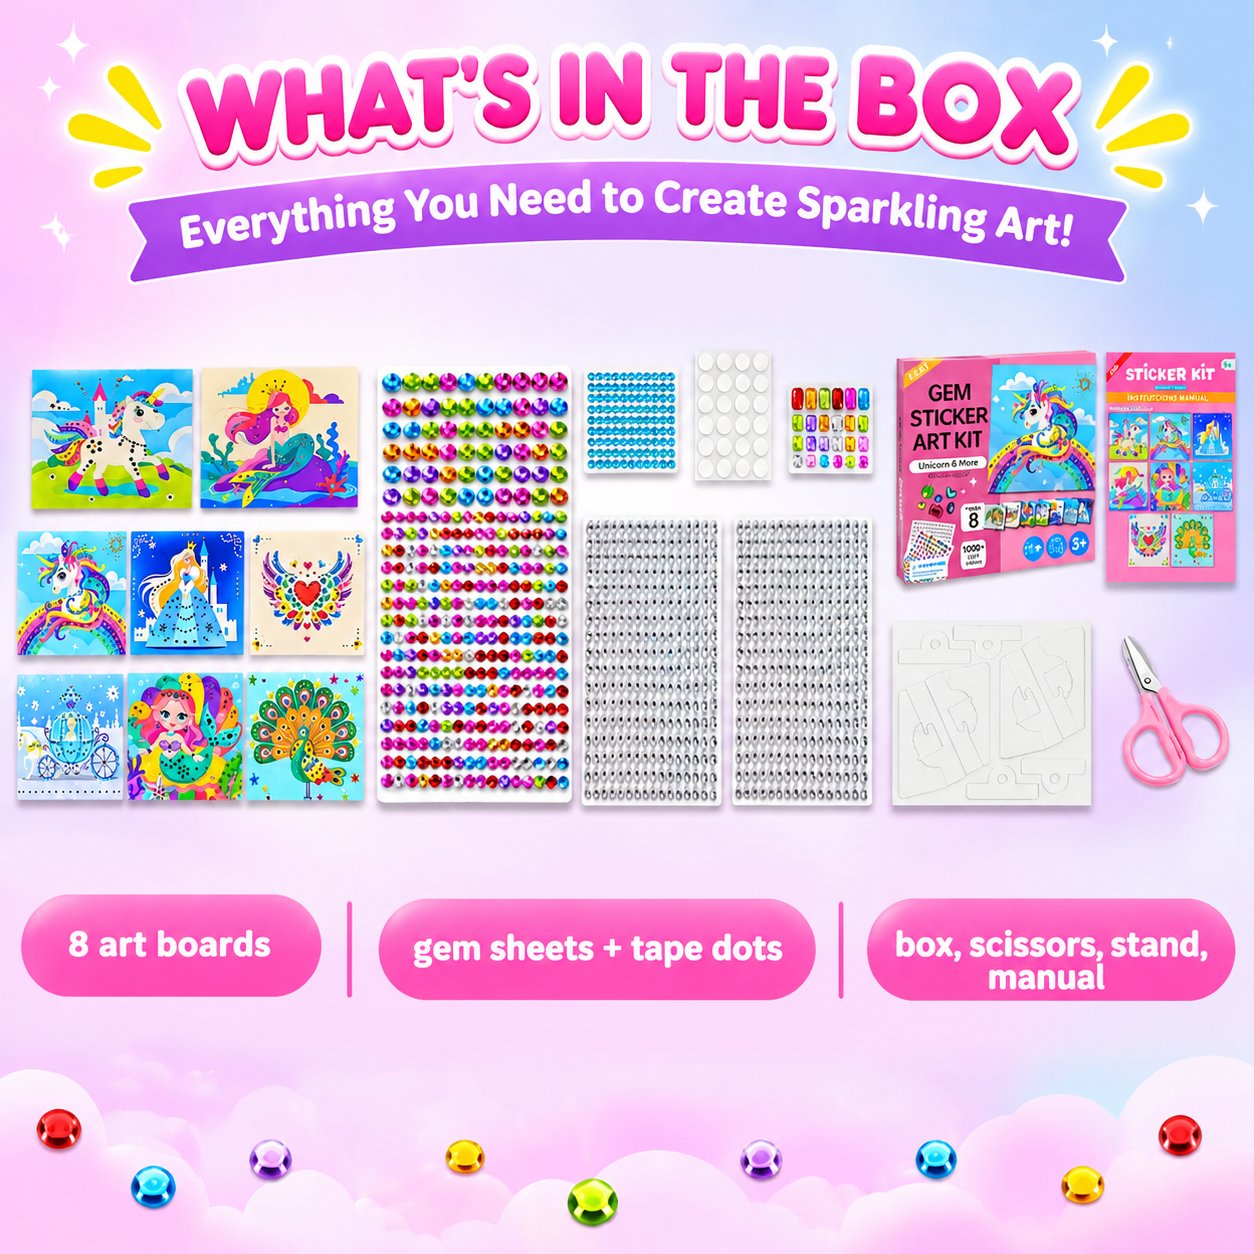 WHAT'S IN THE BOX
Everything You Need to Create Sparkling Art!
EASY
GEM
STICKER
ART KIT
Unicorn & More
8
1000+
5+
STICKER KIT
INSTRUCTIONS MANUAL
8 art boards
gem sheets + tape dots
box, scissors, stand,
manual